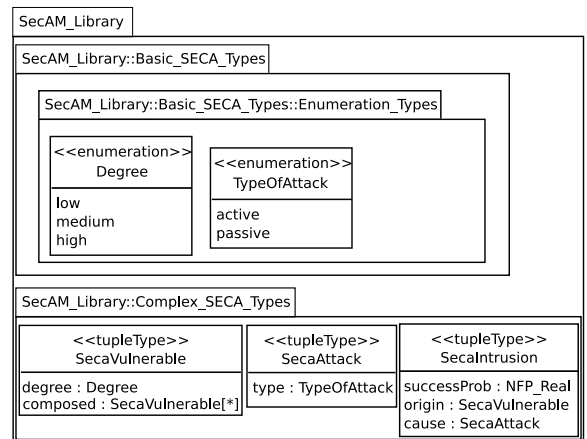 SecAM_Library
SecAM_Library::Basic_SECA_Types
SecAM_Library::Basic_SECA_Types::Enumeration_Types
<<enumeration>>
Degree
low
medium
high
<<enumeration>>
TypeOfAttack
active
passive
SecAM_Library::Complex_SECA_Types
<<tupleType>>
SecaVulnerable
degree : Degree
composed : SecaVulnerable[*]
<<tupleType>>
SecaAttack
type : TypeOfAttack
<<tupleType>>
SecaIntrusion
successProb : NFP_Real
origin : SecaVulnerable
cause : SecaAttack